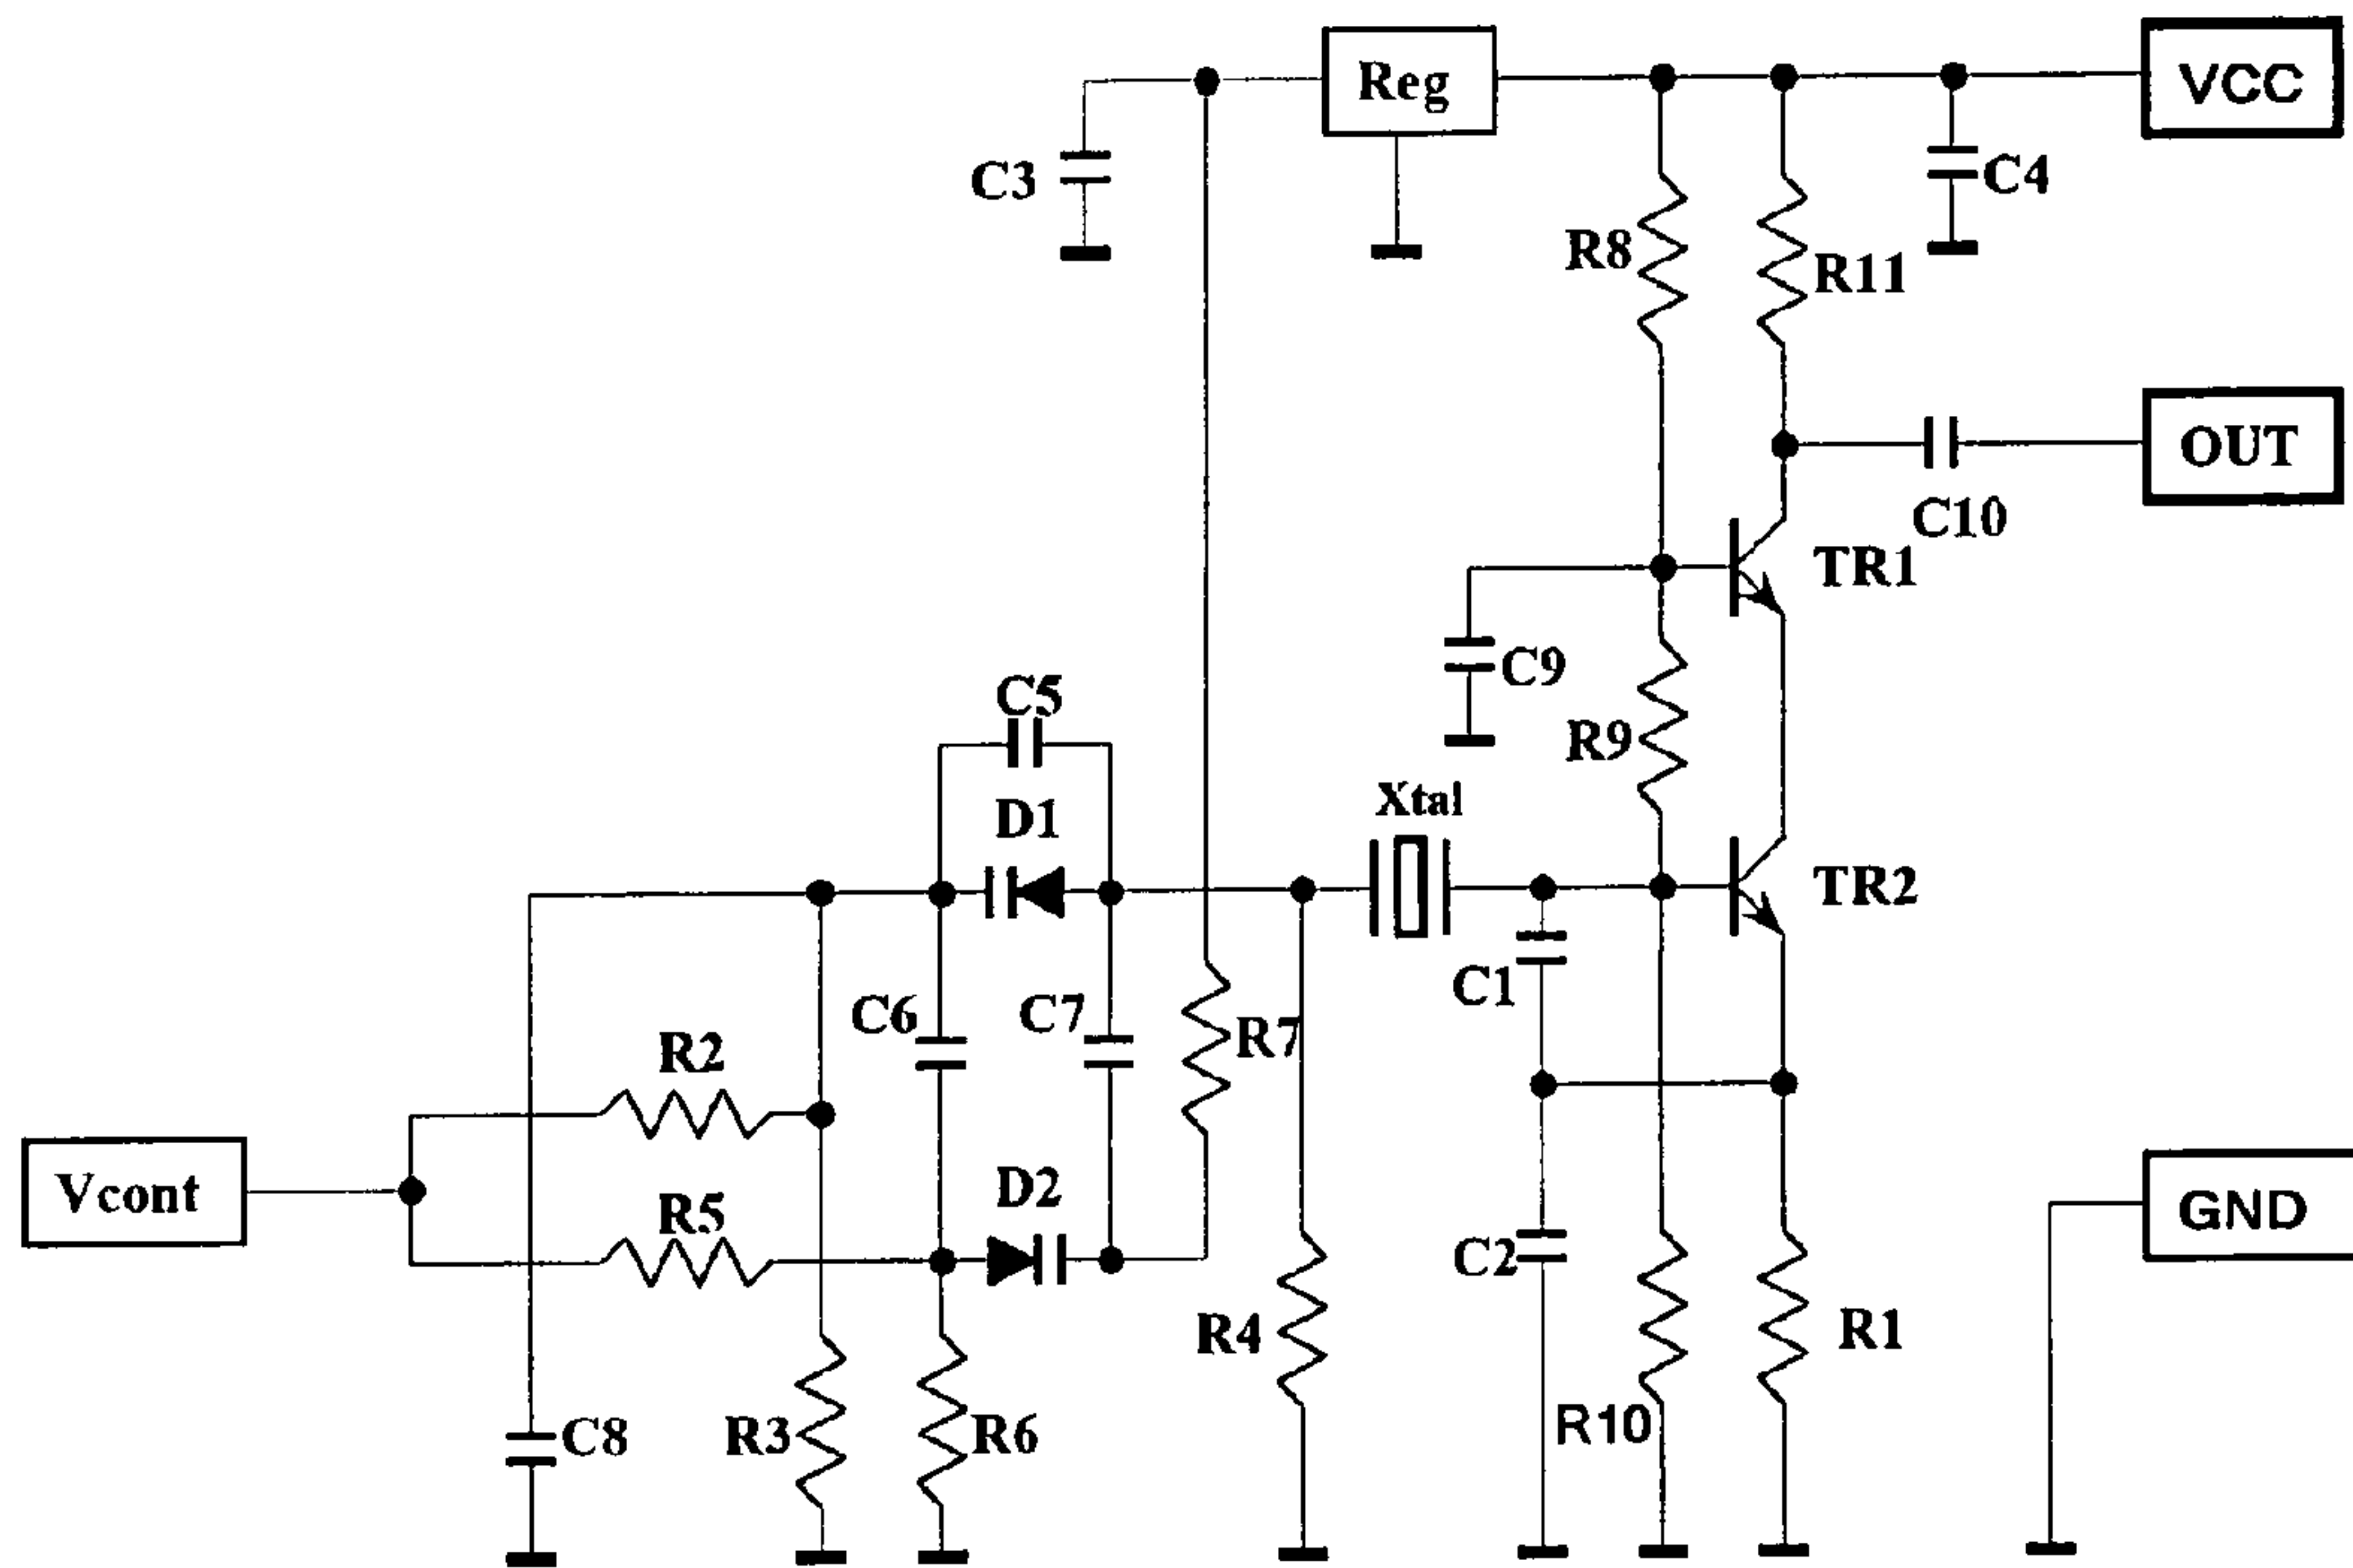 Reg
VCC
C3
C4
R8
R11
OUT
C10
TR1
C9
C5
R9
Xtal
D1
TR2
C6
C7
C1
R7
R2
Vcont
D2
R5
GND
C2
R4
R1
C8
R3
R6
R10